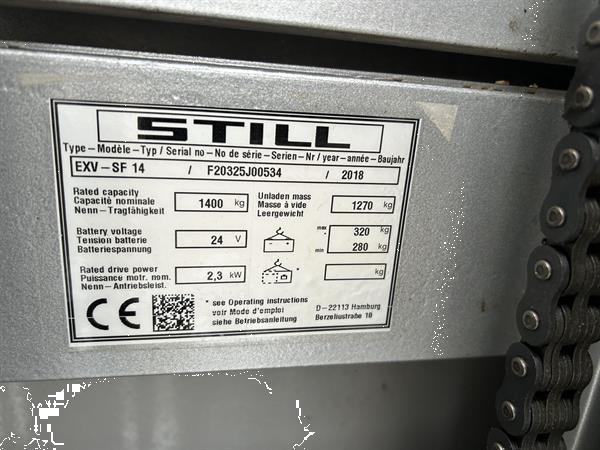 STILL
Type – Modèle – Typ / Serial no – No de série – Serien – Nr / year – année – Baujahr
EXV – SF 14 / F20325J00534 / 2018
Rated capacity
Capacité nominale
Nenn – Tragfähigkeit
1400 kg
Unladen mass
Masse à vide
Leergewicht
1270 kg
Battery voltage
Tension batterie
Batteriespannung
24 V
max 320 kg
min 280 kg
Rated drive power
Puissance motr. nom.
Nenn – Antriebsleist.
2,3 kW
* kg
CE
* see Operating instructions
voir Mode d'emploi
siehe Betriebsanleitung
D – 22113 Hamburg
Berzeliustraße 10